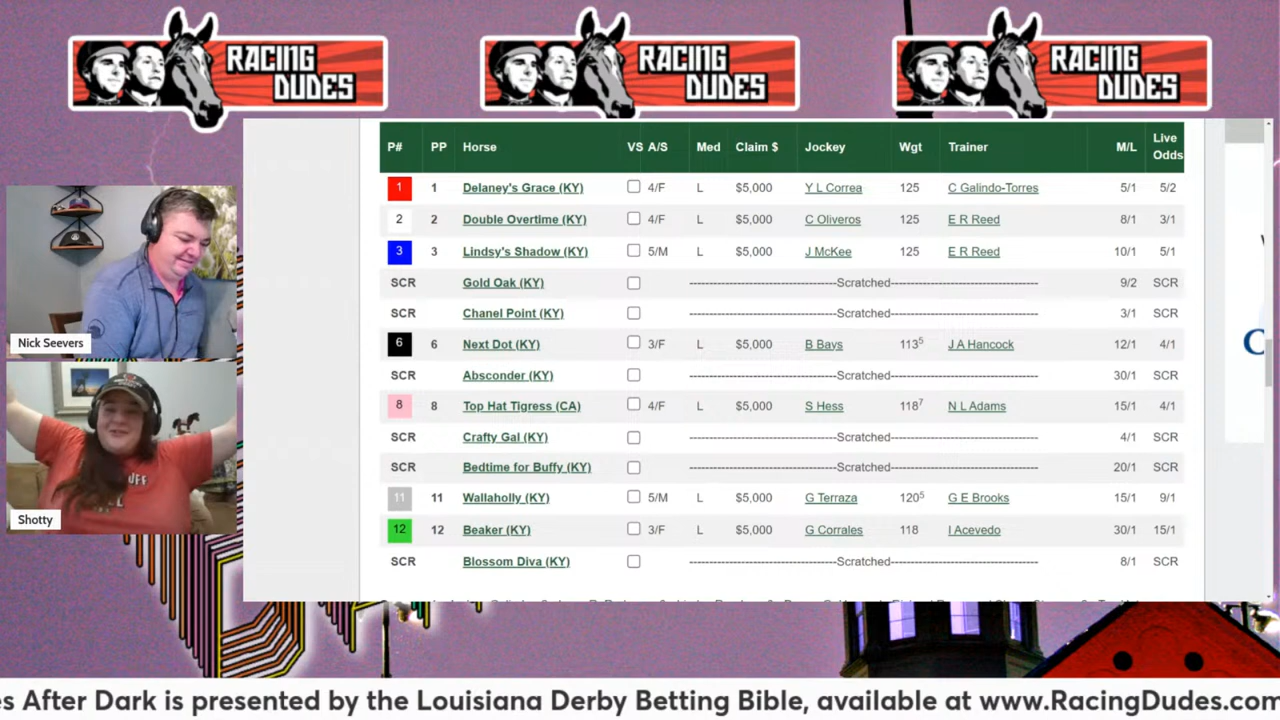 RACING DUDES
RACING DUDES
RACING DUDES
P# PP Horse VS A/S Med Claim $ Jockey Wgt Trainer M/L Live Odds
1 1 Delaney's Grace (KY) 4/F L $5,000 Y L Correa 125 C Galindo-Torres 5/1 5/2
2 2 Double Overtime (KY) 4/F L $5,000 C Oliveros 125 E R Reed 8/1 3/1
3 3 Lindsy's Shadow (KY) 5/M L $5,000 J McKee 125 E R Reed 10/1 5/1
SCR Gold Oak (KY) Scratched 9/2 SCR
SCR Chanel Point (KY) Scratched 3/1 SCR
6 6 Next Dot (KY) 3/F L $5,000 B Bays 113⁵ J A Hancock 12/1 4/1
SCR Absconder (KY) Scratched 30/1 SCR
8 8 Top Hat Tigress (CA) 4/F L $5,000 S Hess 118⁷ N L Adams 15/1 4/1
SCR Crafty Gal (KY) Scratched 4/1 SCR
SCR Bedtime for Buffy (KY) Scratched 20/1 SCR
11 11 Wallaholly (KY) 5/M L $5,000 G Terraza 120⁵ G E Brooks 15/1 9/1
12 12 Beaker (KY) 3/F L $5,000 G Corrales 118 I Acevedo 30/1 15/1
SCR Blossom Diva (KY) Scratched 8/1 SCR
Nick Seevers
Shotty
s After Dark is presented by the Louisiana Derby Betting Bible, available at www.RacingDudes.com